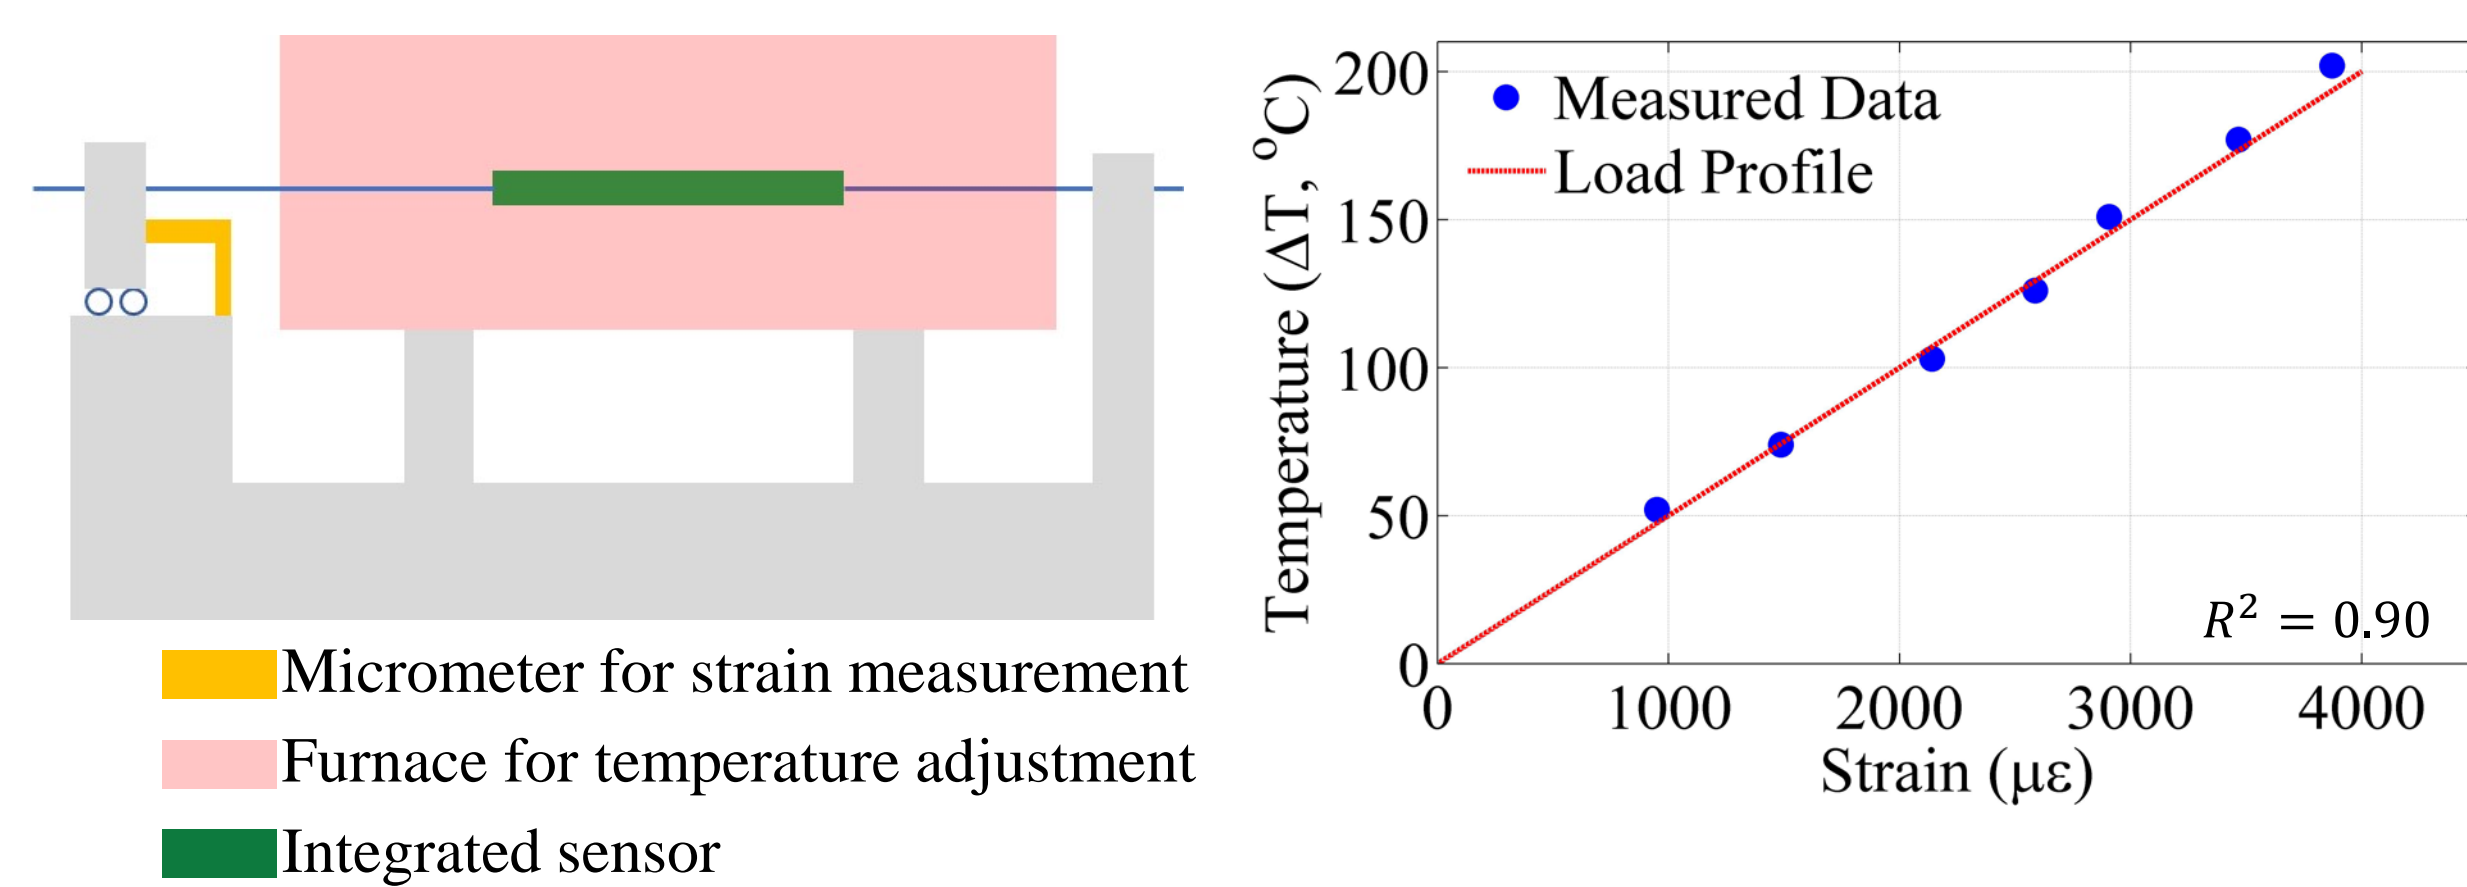 Micrometer for strain measurement
Furnace for temperature adjustment
Integrated sensor
Temperature (ΔT, °C)
200
150
100
50
0
Measured Data
Load Profile
R² = 0.90
0 1000 2000 3000 4000
Strain (με)